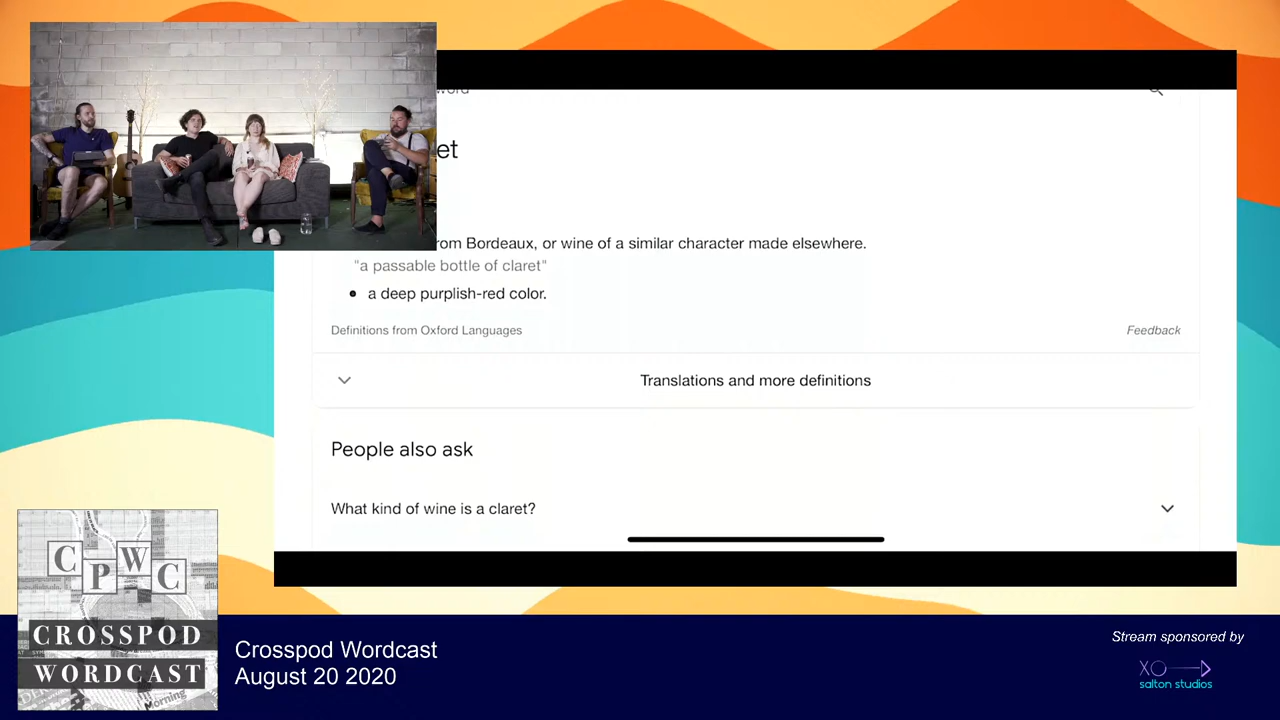 et
rom Bordeaux, or wine of a similar character made elsewhere.
"a passable bottle of claret"
• a deep purplish-red color.
Definitions from Oxford Languages
Feedback
Translations and more definitions
People also ask
What kind of wine is a claret?
C P W C
CROSSPOD
WORDCAST
Morning
Crosspod Wordcast
August 20 2020
Stream sponsored by
XO
salton studios